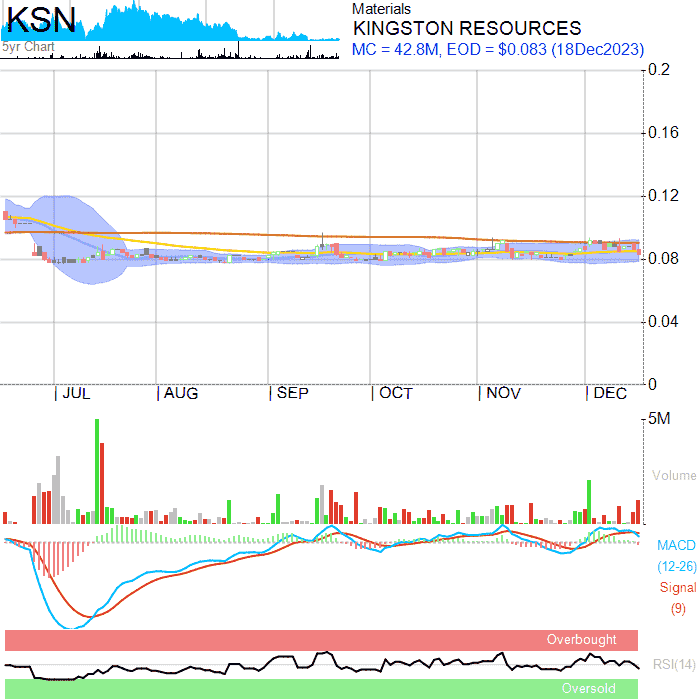 KSN
5yr Chart
Materials
KINGSTON RESOURCES
MC = 42.8M, EOD = $0.083 (18Dec2023)
0.2
0.16
0.12
0.08
0.04
0
JUL AUG SEP OCT NOV DEC
5M
Volume
MACD
(12-26)
Signal
(9)
Overbought
RSI(14)
Oversold